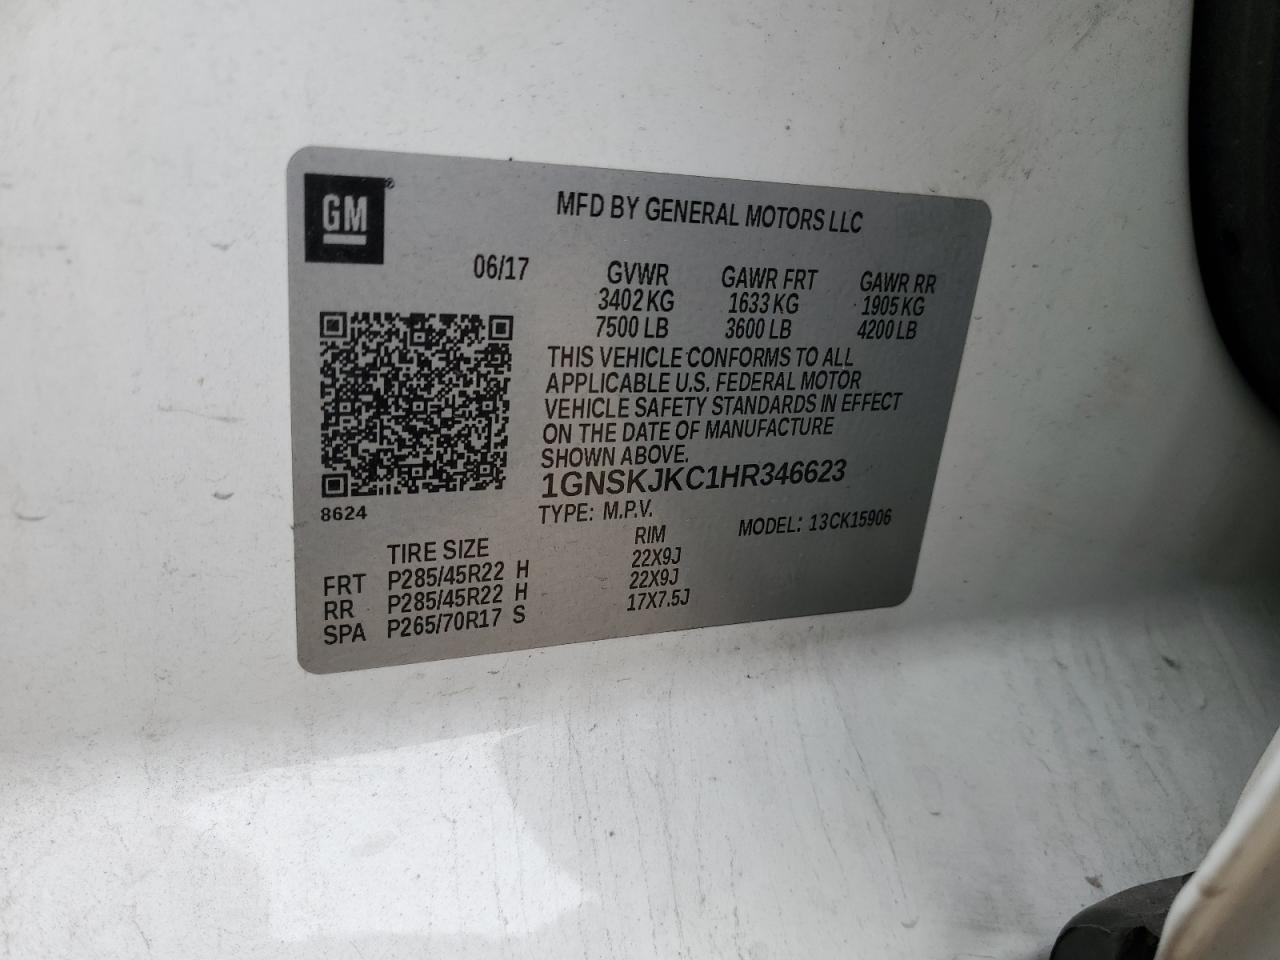 GM®
MFD BY GENERAL MOTORS LLC
06/17 GVWR GAWR FRT GAWR RR
3402 KG 1633 KG 1905 KG
7500 LB 3600 LB 4200 LB
THIS VEHICLE CONFORMS TO ALL
APPLICABLE U.S. FEDERAL MOTOR
VEHICLE SAFETY STANDARDS IN EFFECT
ON THE DATE OF MANUFACTURE
SHOWN ABOVE.
1GNSKJKC1HR346623
8624
TYPE: M.P.V. MODEL: 13CK15906
TIRE SIZE RIM
FRT P285/45R22 H 22X9J
RR P285/45R22 H 22X9J
SPA P265/70R17 S 17X7.5J